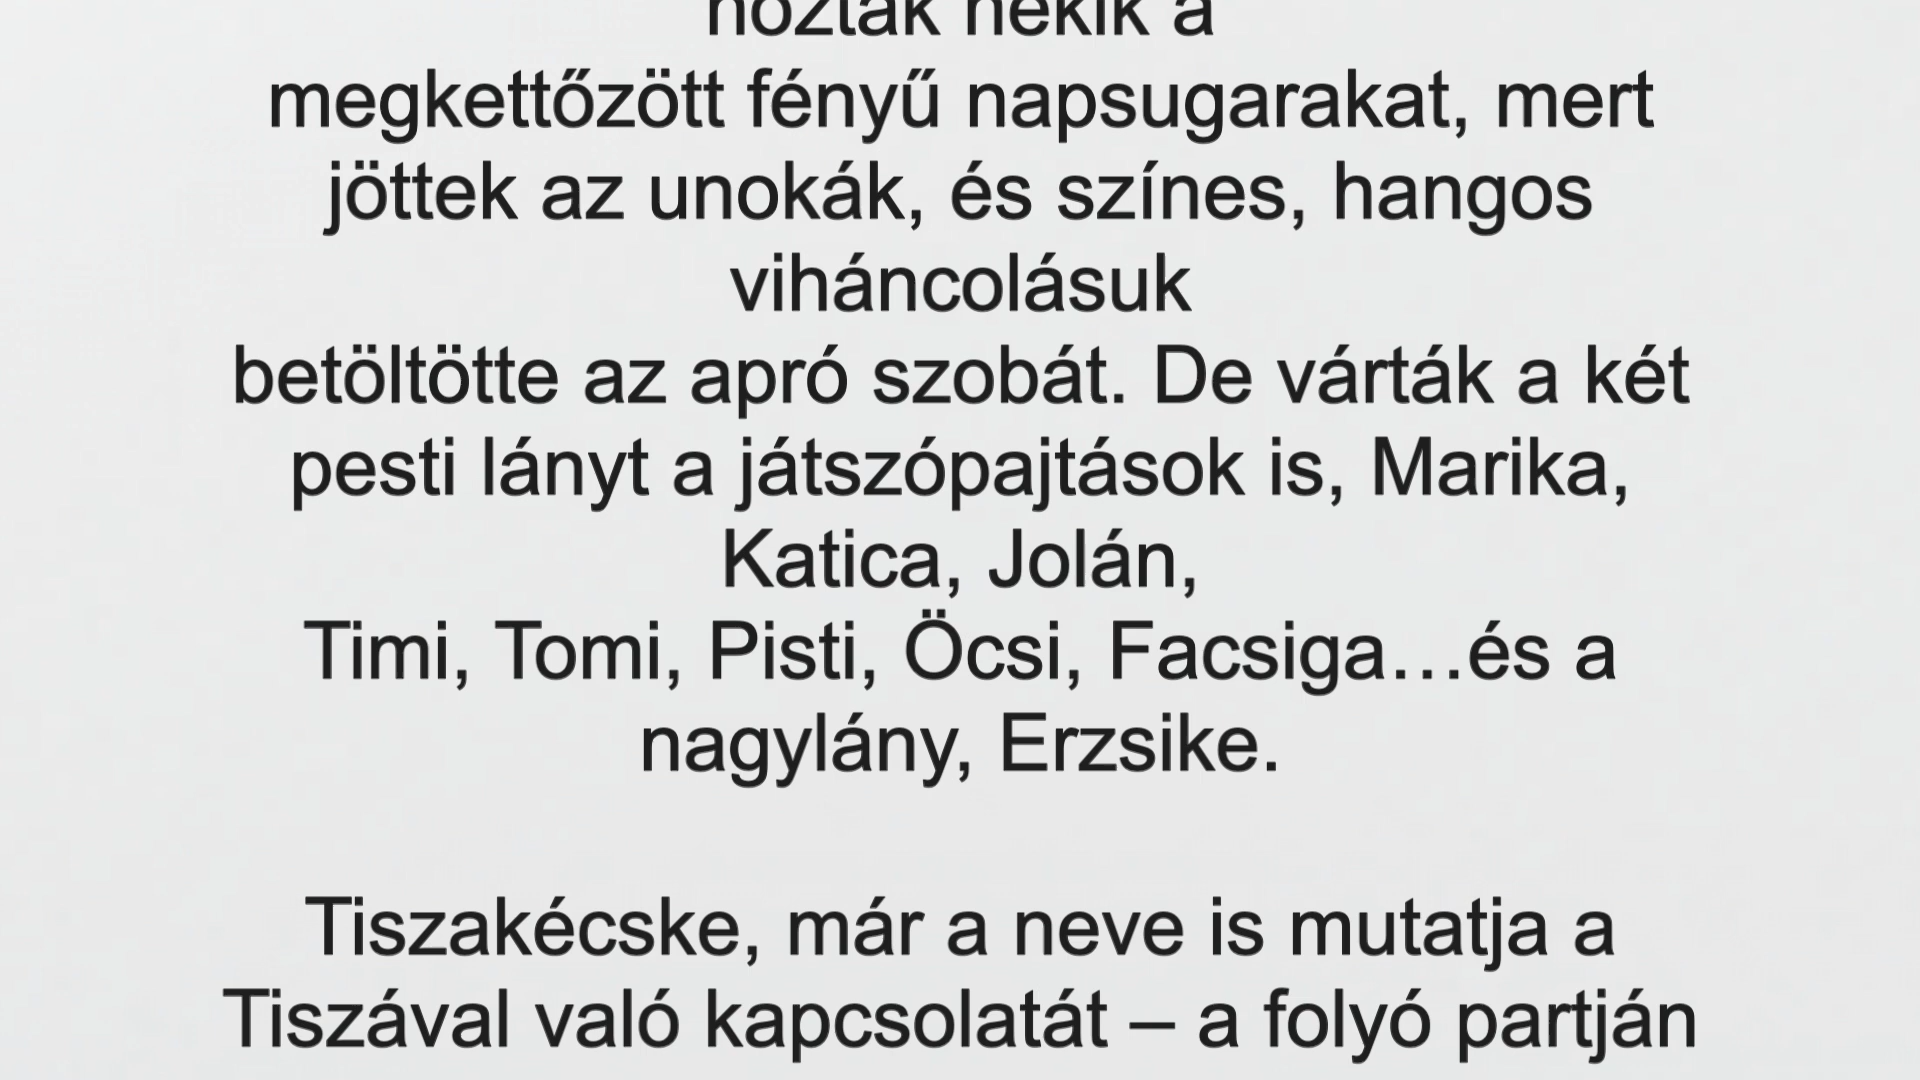 hozták nekik a
megkettőzött fényű napsugarakat, mert
jöttek az unokák, és színes, hangos
viháncolásuk
betöltötte az apró szobát. De várták a két
pesti lányt a játszópajtások is, Marika,
Katica, Jolán,
Timi, Tomi, Pisti, Öcsi, Facsiga…és a
nagylány, Erzsike.
Tiszakécske, már a neve is mutatja a
Tiszával való kapcsolatát – a folyó partján